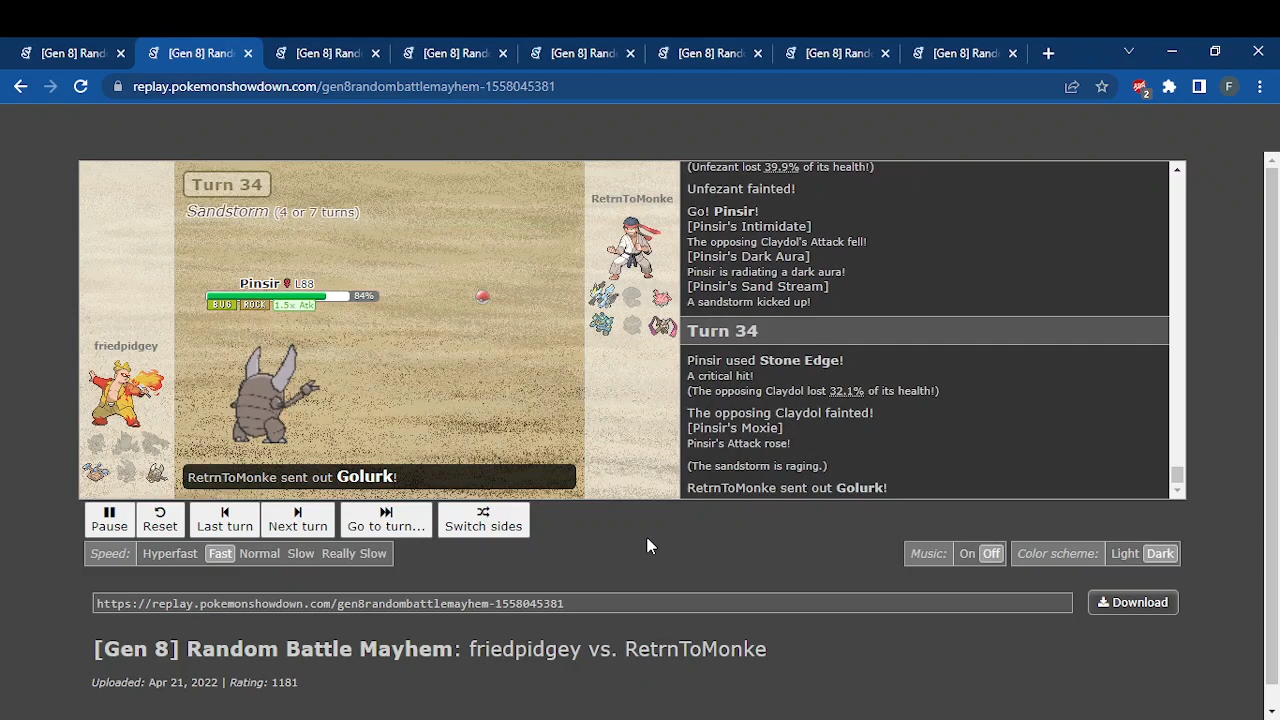 [Gen 8] Rand
[Gen 8] Rand
[Gen 8] Rand
[Gen 8] Rand
[Gen 8] Rand
[Gen 8] Rand
[Gen 8] Rand
[Gen 8] Rand
replay.pokemonshowdown.com/gen8randombattlemayhem-1558045381
2
F
Turn 34
Sandstorm (4 or 7 turns)
Pinsir L88
84%
BUG ROCK 1.5x Atk
friedpidgey
RetrnToMonke
RetrnToMonke sent out Golurk!
(Unfezant lost 39.9% of its health!)
Unfezant fainted!
Go! Pinsir!
[Pinsir's Intimidate]
The opposing Claydol's Attack fell!
[Pinsir's Dark Aura]
Pinsir is radiating a dark aura!
[Pinsir's Sand Stream]
A sandstorm kicked up!
Turn 34
Pinsir used Stone Edge!
A critical hit!
(The opposing Claydol lost 32.1% of its health!)
The opposing Claydol fainted!
[Pinsir's Moxie]
Pinsir's Attack rose!
(The sandstorm is raging.)
RetrnToMonke sent out Golurk!
Pause Reset Last turn Next turn Go to turn... Switch sides
Speed: Hyperfast Fast Normal Slow Really Slow
Music: On Off Color scheme: Light Dark
https://replay.pokemonshowdown.com/gen8randombattlemayhem-1558045381
Download
[Gen 8] Random Battle Mayhem: friedpidgey vs. RetrnToMonke
Uploaded: Apr 21, 2022 | Rating: 1181